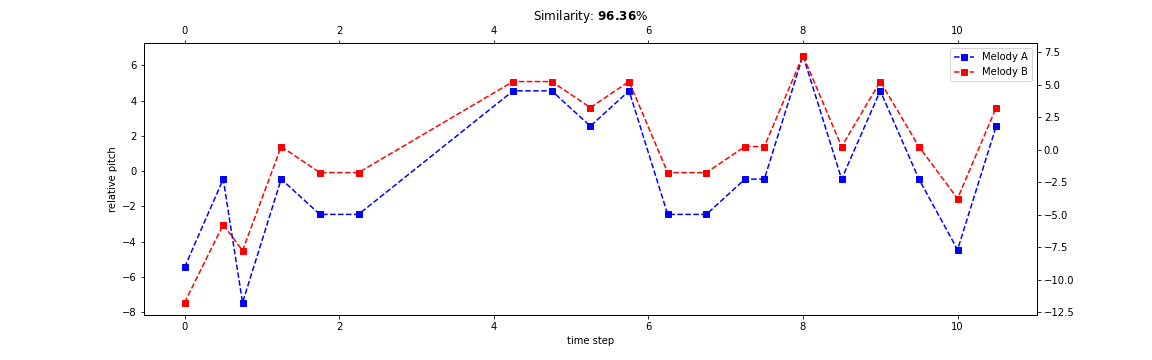 Similarity: 96.36%
0 2 4 6 8 10
Melody A
Melody B
relative pitch
6
4
2
0
−2
−4
−6
−8
7.5
5.0
2.5
0.0
−2.5
−5.0
−7.5
−10.0
−12.5
0 2 4 6 8 10
time step